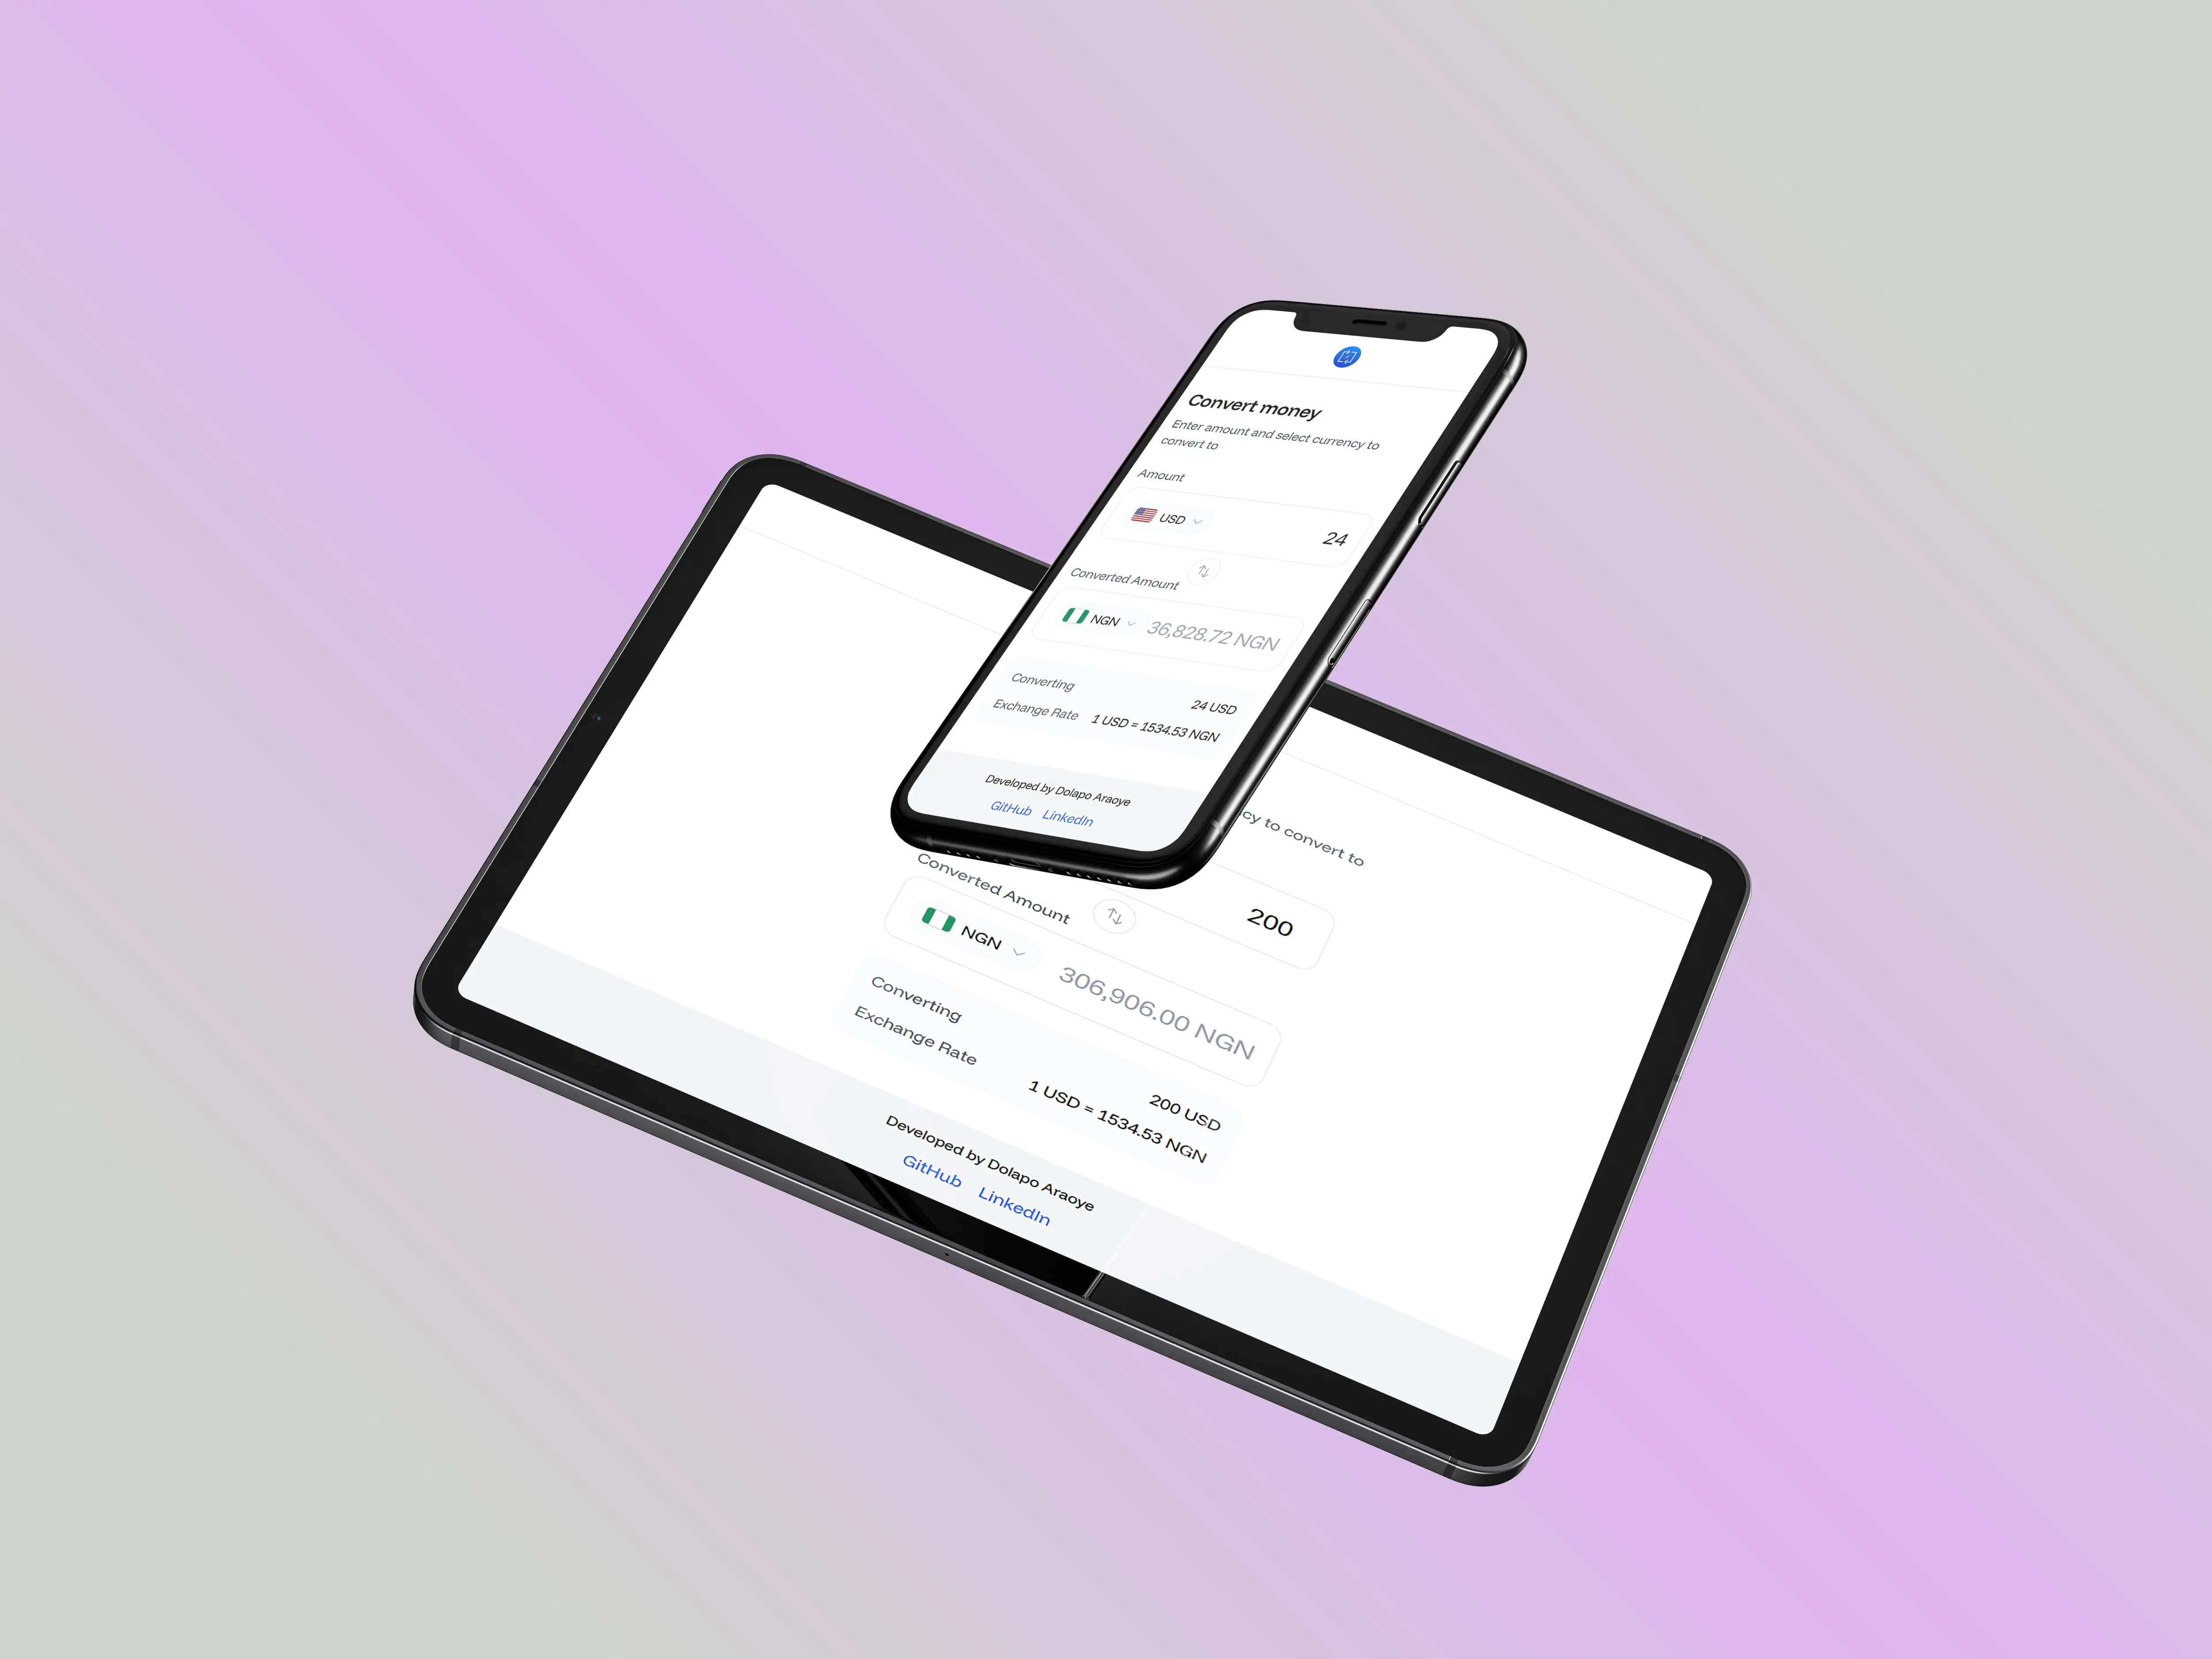 Convert money
Enter amount and select currency to
convert to
Amount
USD
24
Converted Amount
NGN
36,828.72 NGN
Converting
24 USD
Exchange Rate
1 USD = 1534.53 NGN
Developed by Dolapo Araoye
GitHub LinkedIn
to convert to
200
Converted Amount
NGN
306,906.00 NGN
Converting
200 USD
Exchange Rate
1 USD = 1534.53 NGN
Developed by Dolapo Araoye
GitHub LinkedIn